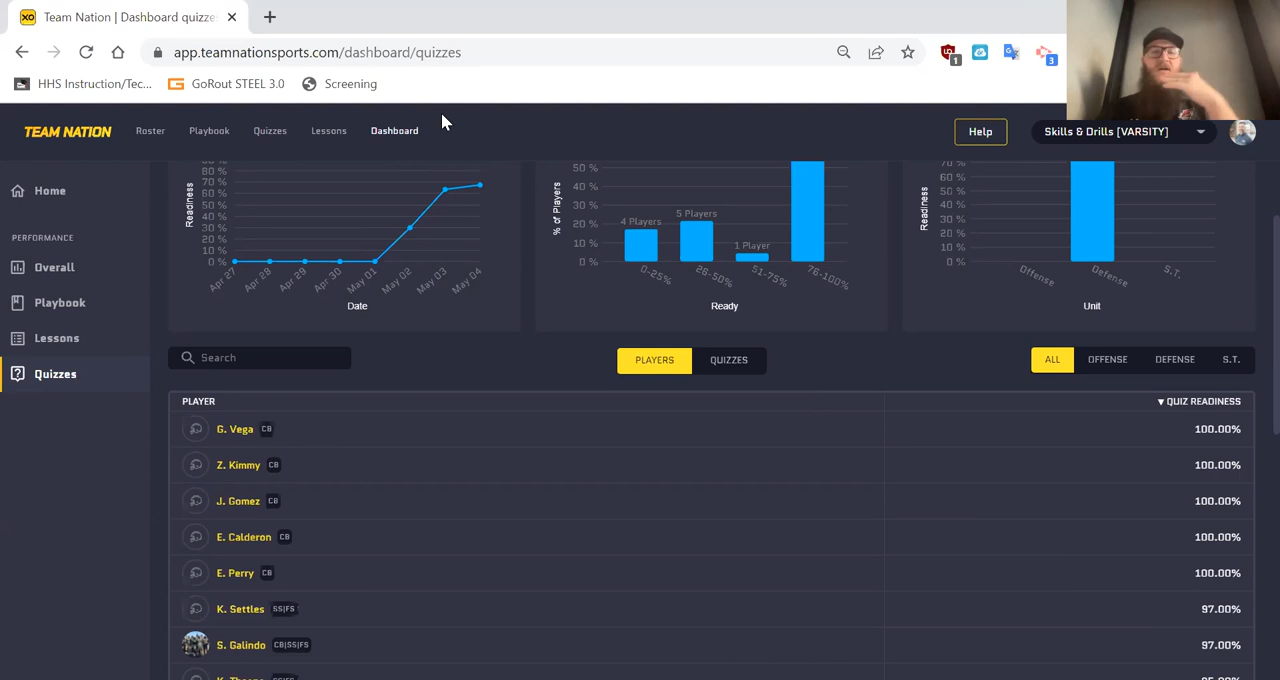 XO Team Nation | Dashboard quizze
app.teamnationsports.com/dashboard/quizzes
1
3
HHS Instruction/Tec... GoRout STEEL 3.0 Screening
TEAM NATION Roster Playbook Quizzes Lessons Dashboard Help Skills & Drills [VARSITY]
Home
PERFORMANCE
Overall
Playbook
Lessons
Quizzes
Readiness
80 %
70 %
60 %
50 %
40 %
30 %
20 %
10 %
0 %
Apr 27 Apr 28 Apr 29 Apr 30 May 01 May 02 May 03 May 04
Date
% of Players
50 %
40 %
30 %
20 %
10 %
0 %
4 Players 5 Players 1 Player
0-25% 26-50% 51-75% 76-100%
Ready
Readiness
70 %
60 %
50 %
40 %
30 %
20 %
10 %
0 %
Offense Defense S.T.
Unit
Search PLAYERS QUIZZES ALL OFFENSE DEFENSE S.T.
PLAYER ▼ QUIZ READINESS
G. Vega CB 100.00%
Z. Kimmy CB 100.00%
J. Gomez CB 100.00%
E. Calderon CB 100.00%
E. Perry CB 100.00%
K. Settles SS|FS 97.00%
S. Galindo CB|SS|FS 97.00%